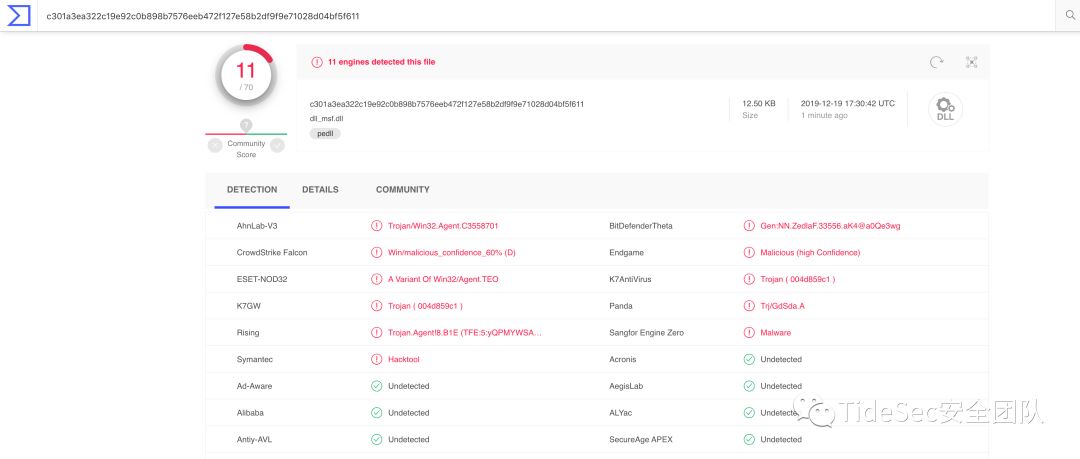 c301a3ea322c19e92c0b898b7576eeb472f127e58b2df9f9e71028d04bf5f611
11
/ 70
11 engines detected this file
c301a3ea322c19e92c0b898b7576eeb472f127e58b2df9f9e71028d04bf5f611
dll_msf.dll
pedll
12.50 KB
Size
2019-12-19 17:30:42 UTC
1 minute ago
DLL
?
Community
Score
DETECTION DETAILS COMMUNITY
AhnLab-V3 Trojan/Win32.Agent.C3558701 BitDefenderTheta Gen:NN.ZedlaF.33556.aK4@a0Qe3wg
CrowdStrike Falcon Win/malicious_confidence_60% (D) Endgame Malicious (high Confidence)
ESET-NOD32 A Variant Of Win32/Agent.TEO K7AntiVirus Trojan ( 004d859c1 )
K7GW Trojan ( 004d859c1 ) Panda Trj/GdSda.A
Rising Trojan.Agent!8.B1E (TFE:5:yQPMYWSA... Sangfor Engine Zero Malware
Symantec Hacktool Acronis Undetected
Ad-Aware Undetected AegisLab Undetected
Alibaba Undetected ALYac Undetected
Antiy-AVL Undetected SecureAge APEX Undetected
TideSec安全团队